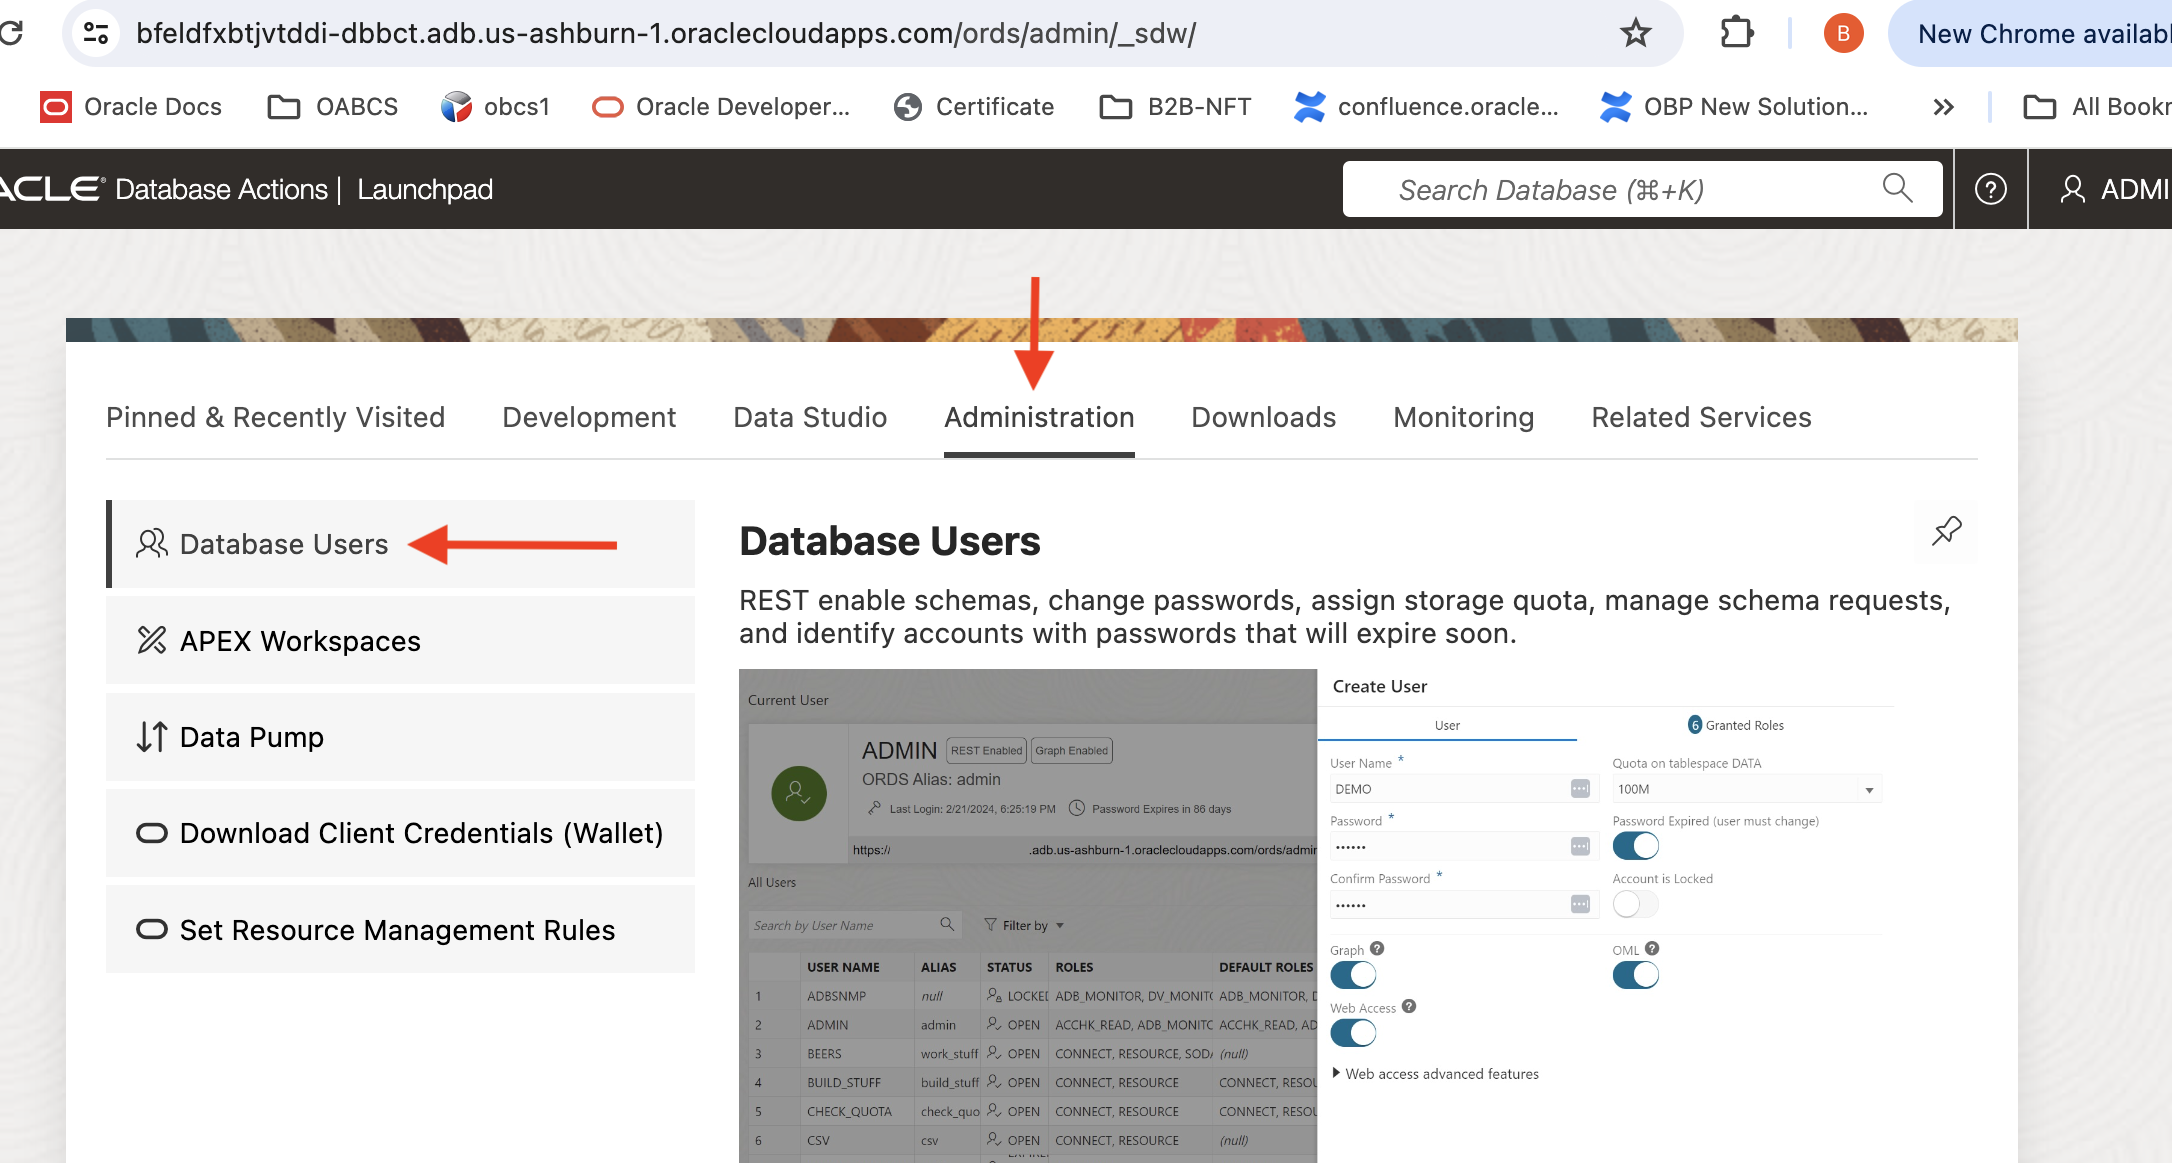 bfeldfxbtjvtddi-dbbct.adb.us-ashburn-1.oraclecloudapps.com/ords/admin/_sdw/
B
New Chrome availabl
Oracle Docs
OABCS
obcs1
Oracle Developer...
Certificate
B2B-NFT
confluence.oracle...
OBP New Solution...
»
All Bookr
ACLE® Database Actions | Launchpad
Search Database (⌘+K)
ADMI
Pinned & Recently Visited
Development
Data Studio
Administration
Downloads
Monitoring
Related Services
Database Users
APEX Workspaces
Data Pump
Download Client Credentials (Wallet)
Set Resource Management Rules
Database Users
REST enable schemas, change passwords, assign storage quota, manage schema requests,
and identify accounts with passwords that will expire soon.
Current User
ADMIN REST Enabled Graph Enabled
ORDS Alias: admin
Last Login: 2/21/2024, 6:25:19 PM Password Expires in 86 days
https:// .adb.us-ashburn-1.oraclecloudapps.com/ords/admin
All Users
Search by User Name
Filter by
USER NAME ALIAS STATUS ROLES DEFAULT ROLES
1 ADBSNMP null LOCKED ADB_MONITOR, DV_MONITO ADB_MONITOR, D
2 ADMIN admin OPEN ACCHK_READ, ADB_MONITO ACCHK_READ, AD
3 BEERS work_stuff OPEN CONNECT, RESOURCE, SODA (null)
4 BUILD_STUFF build_stuff OPEN CONNECT, RESOURCE CONNECT, RESOU
5 CHECK_QUOTA check_quo OPEN CONNECT, RESOURCE CONNECT, RESOU
6 CSV csv OPEN CONNECT, RESOURCE (null)
Create User
User
6 Granted Roles
User Name *
Quota on tablespace DATA
DEMO
100M
Password *
Password Expired (user must change)
••••••
Confirm Password *
Account is Locked
••••••
Graph
OML
Web Access
Web access advanced features